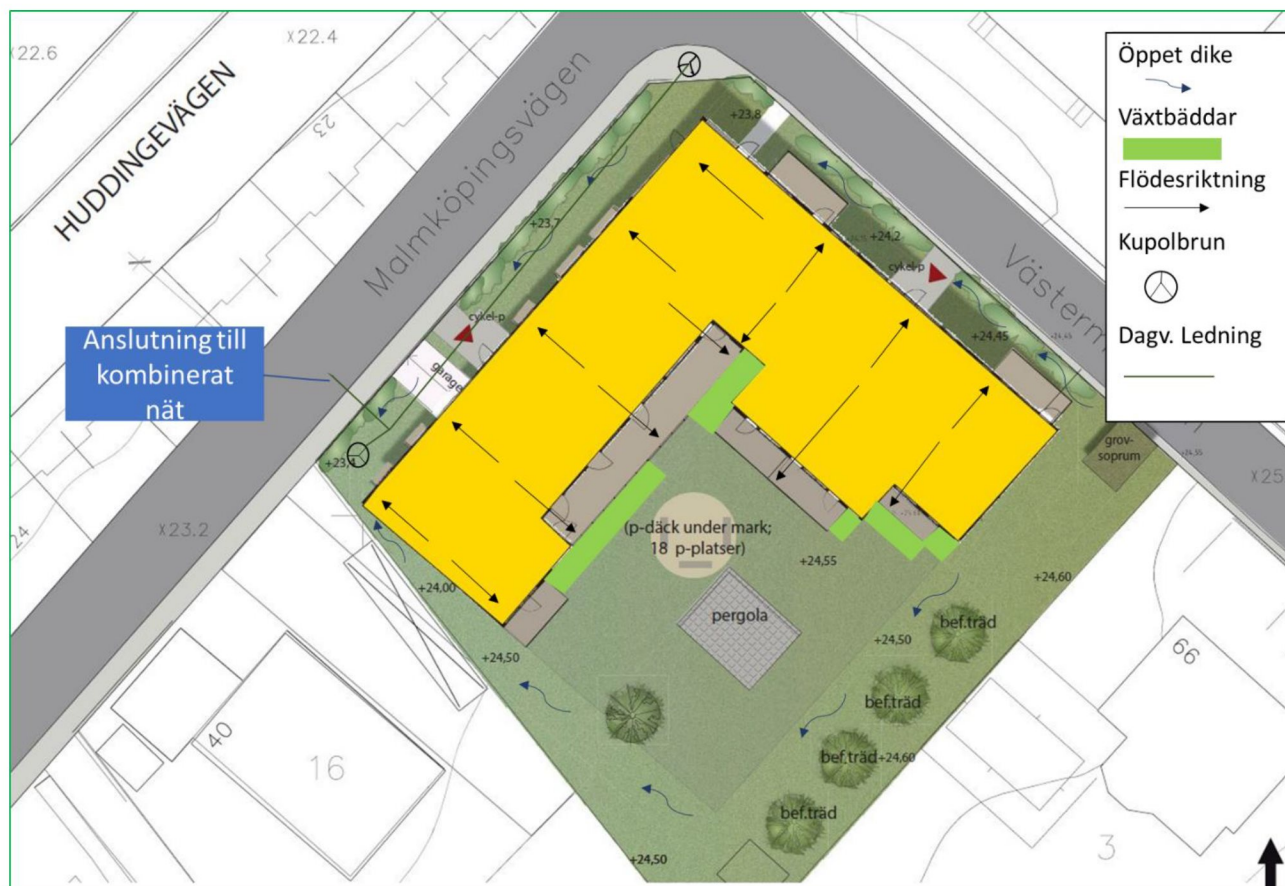 x22.6
x22.4
HUDDINGEVÄGEN
23
Malmköpingsvägen
Västerm
+23.8
+23.7
+24.2
cykel-p
+24.45
cykel-p
garage
Anslutning till
kombinerat
nät
x23.2
24
+24,00
+24,50
(p-däck under mark;
18 p-platser)
pergola
+24,55
+24,60
grov-
soprum
bef.träd
+24,50
bef.träd
bef.träd
+24,60
bef.träd
+24,50
40
16
66
3
x25
Öppet dike
Växtbäddar
Flödesriktning
Kupolbrun
Dagv. Ledning